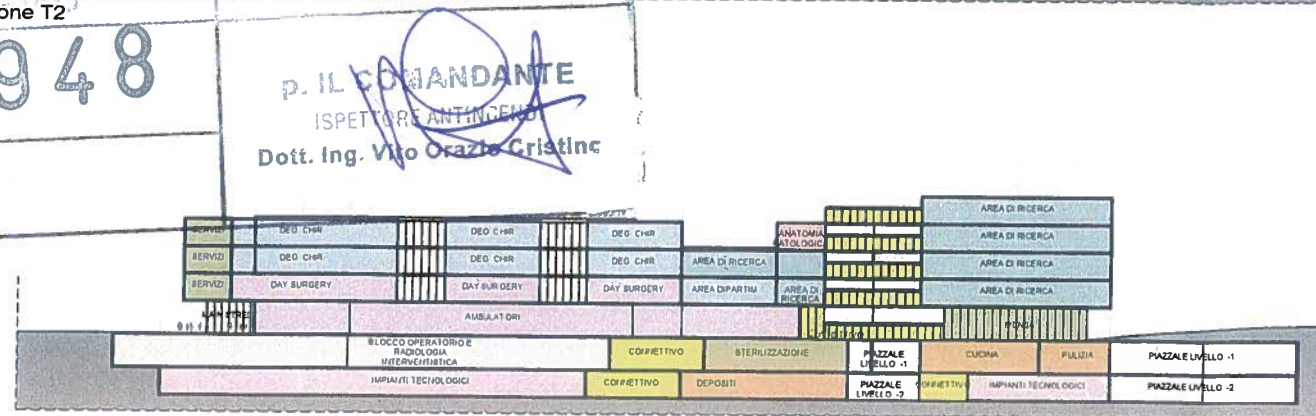 one T2
948
p. IL COMANDANTE
ISPETTORE ANTINCENDI
Dott. Ing. Vito Orazio Cristino
AREA DI RICERCA
SERVIZI DEG CHIR DEG CHIR DEG CHIR ANATOMIA PATOLOGICA AREA DI RICERCA
SERVIZI DEG CHIR DEG CHIR DEG CHIR AREA DI RICERCA AREA DI RICERCA
SERVIZI DAY SURGERY DAY SURGERY DAY SURGERY AREA DIPARTIM AREA DI RICERCA AREA DI RICERCA
AMBULATORI MENSA
BLOCCO OPERATORIO E RADIOLOGIA INTERVENTISTICA CONNETTIVO STERILIZZAZIONE PIAZZALE LIVELLO -1 CUCINA PULIZIA PIAZZALE LIVELLO -1
IMPIANTI TECNOLOGICI CONNETTIVO DEPOSITI PIAZZALE LIVELLO -2 CONNETTIVO IMPIANTI TECNOLOGICI PIAZZALE LIVELLO -2